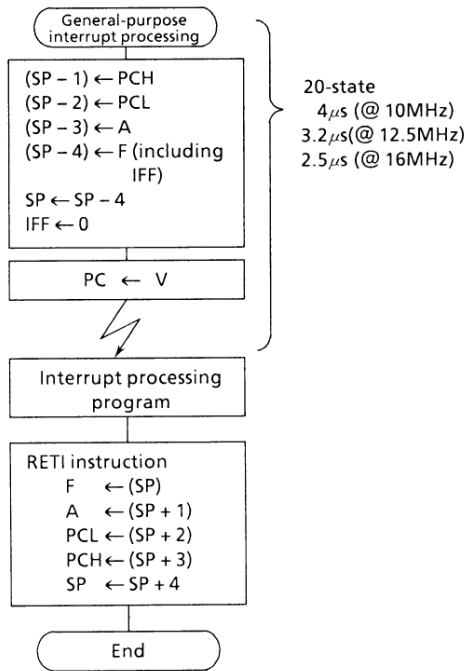 General-purpose
interrupt processing
(SP – 1) ← PCH
(SP – 2) ← PCL
(SP – 3) ← A
(SP – 4) ← F (including
IFF)
SP ← SP – 4
IFF ← 0
20-state
4μs (@ 10MHz)
3.2μs(@ 12.5MHz)
2.5μs (@ 16MHz)
PC ← V
Interrupt processing
program
RETI instruction
F ← (SP)
A ← (SP + 1)
PCL ← (SP + 2)
PCH← (SP + 3)
SP ← SP + 4
End